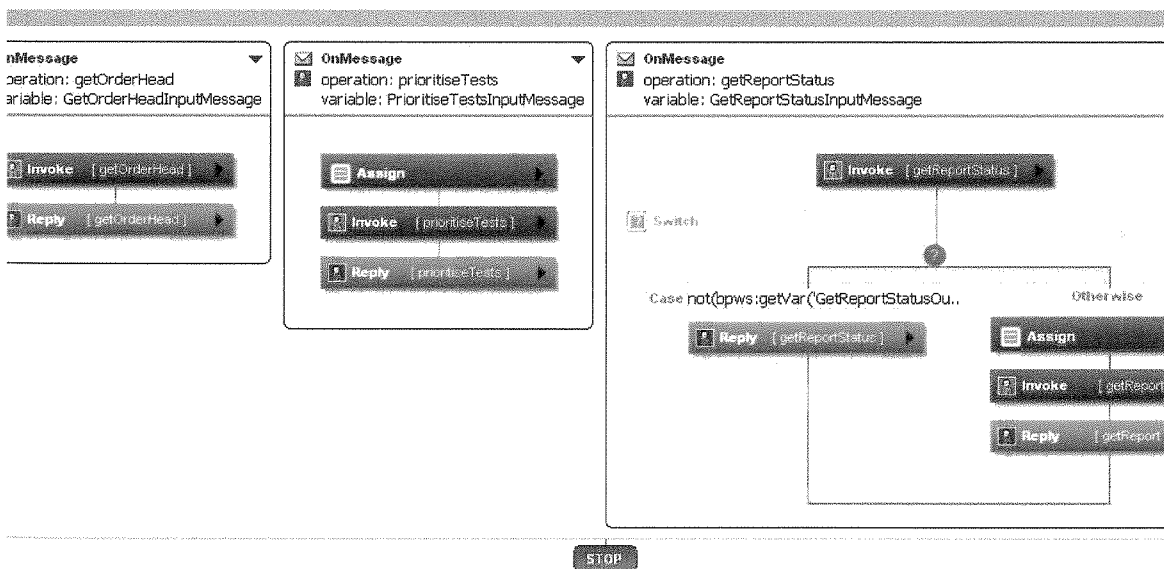 nMessage
peration: getOrderHead
ariable: GetOrderHeadInputMessage
Invoke [ getOrderHead ]
Reply [ getOrderHead ]
OnMessage
operation: prioritiseTests
variable: PrioritiseTestsInputMessage
Assign
Invoke [ prioritiseTests ]
Reply [ prioritiseTests ]
OnMessage
operation: getReportStatus
variable: GetReportStatusInputMessage
Invoke [ getReportStatus ]
Switch
?
Case not(bpws:getVar('GetReportStatusOu..
Reply [ getReportStatus ]
Otherwise
Assign
Invoke [ getReport
Reply [ getReport
STOP